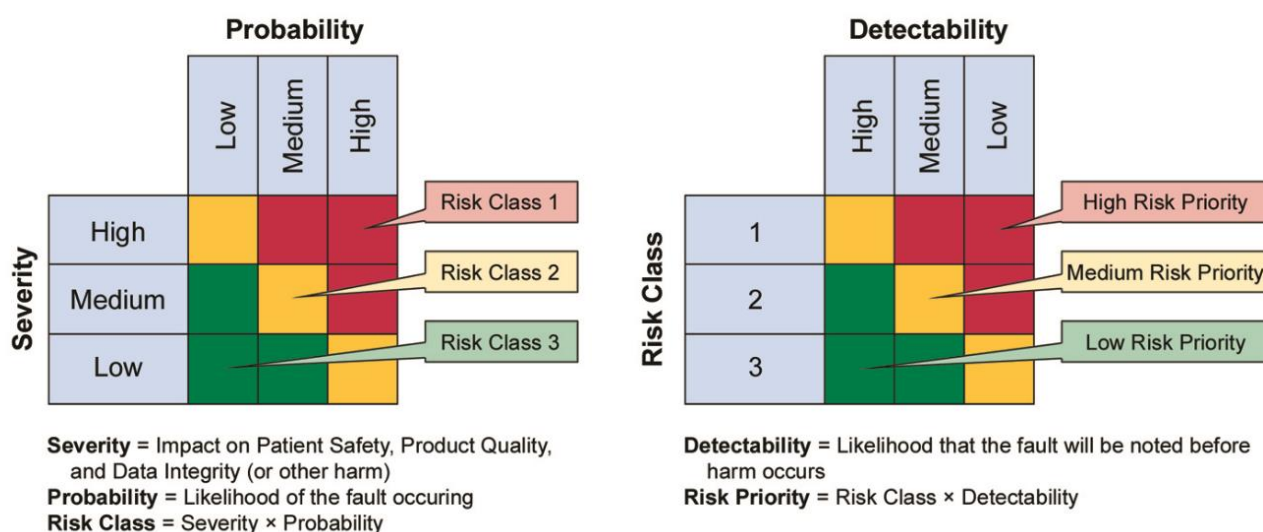 Probability
Low
Medium
High
Severity
High
Medium
Low
Risk Class 1
Risk Class 2
Risk Class 3
Severity = Impact on Patient Safety, Product Quality,
and Data Integrity (or other harm)
Probability = Likelihood of the fault occuring
Risk Class = Severity × Probability
Detectability
High
Medium
Low
Risk Class
1
2
3
High Risk Priority
Medium Risk Priority
Low Risk Priority
Detectability = Likelihood that the fault will be noted before
harm occurs
Risk Priority = Risk Class × Detectability